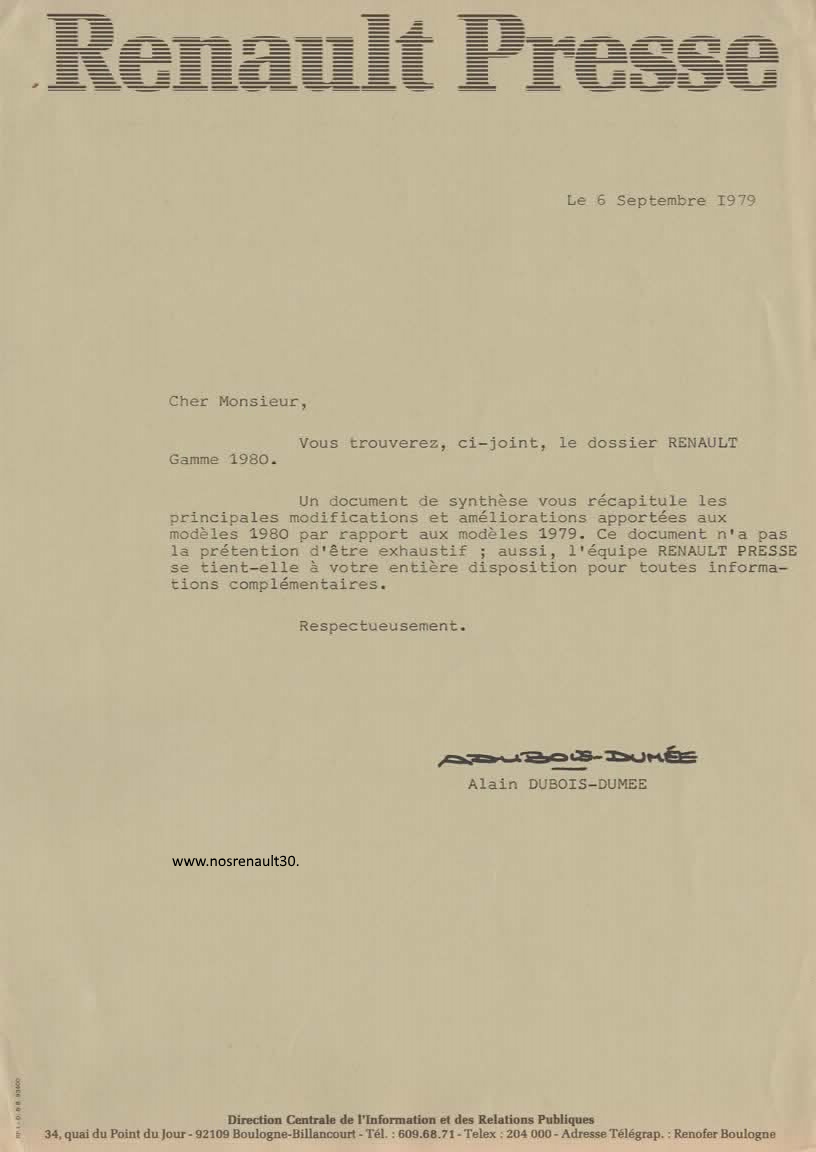 Renault Presse
Le 6 Septembre I979
Cher Monsieur,
Vous trouverez, ci-joint, le dossier RENAULT
Gamme 1980.
Un document de synthèse vous récapitule les
principales modifications et améliorations apportées aux
modèles 1980 par rapport aux modèles 1979. Ce document n'a pas
la prétention d'être exhaustif ; aussi, l'équipe RENAULT PRESSE
se tient-elle à votre entière disposition pour toutes informa-
tions complémentaires.
Respectueusement.
ADUBOIS-DUMÉE
Alain DUBOIS-DUMEE
www.nosrenault30.
Direction Centrale de l'Information et des Relations Publiques
34, quai du Point du Jour - 92109 Boulogne-Billancourt - Tél. : 609.68.71 - Telex : 204 000 - Adresse Télégrap. : Renofer Boulogne